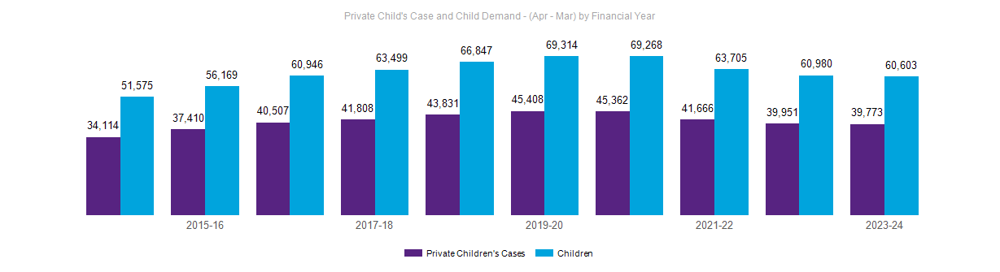 Private Child's Case and Child Demand - (Apr - Mar) by Financial Year
34,114 51,575 37,410 56,169 40,507 60,946 41,808 63,499 43,831 66,847 45,408 69,314 45,362 69,268 41,666 63,705 39,951 60,980 39,773 60,603
2015-16 2017-18 2019-20 2021-22 2023-24
Private Children's Cases Children